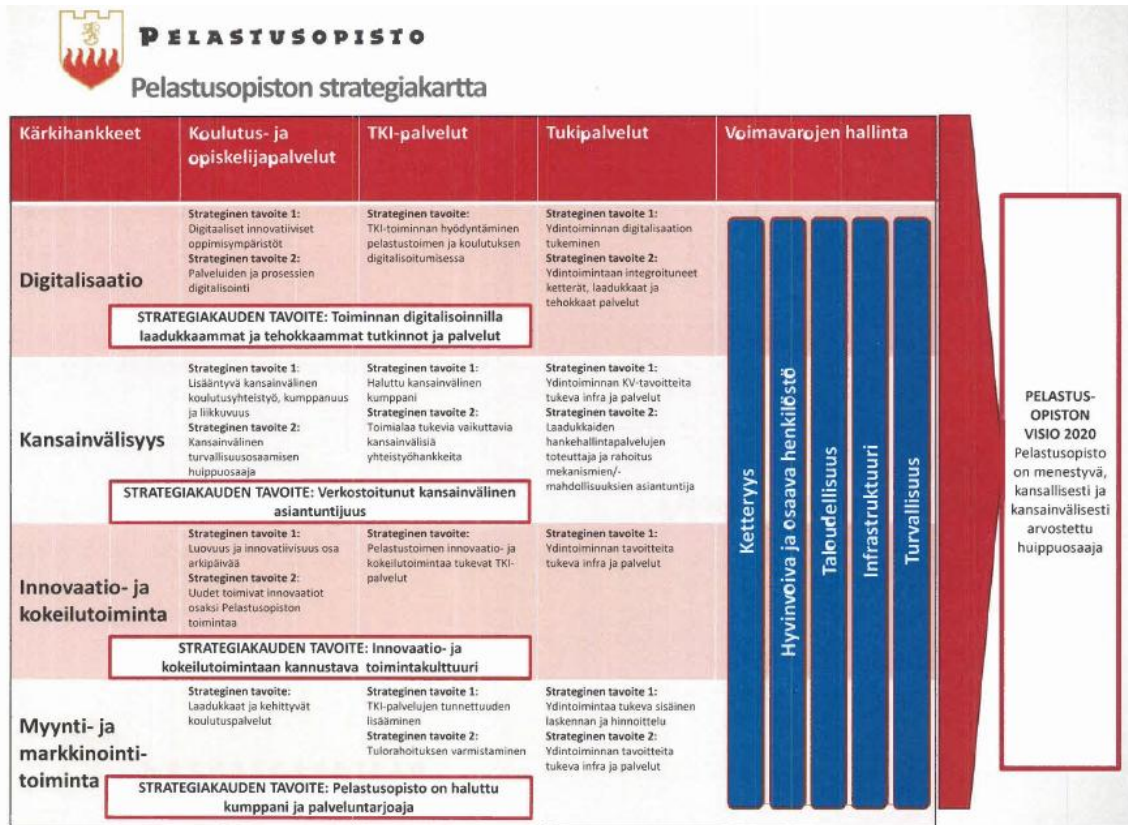 PELASTUSOPISTO
Pelastusopiston strategiakartta
Kärkihankkeet
Koulutus- ja
opiskelijapalvelut
TKI-palvelut
Tukipalvelut
Voimavarojen hallinta
Digitalisaatio
Strateginen tavoite 1:
Digitaaliset innovatiiviset
oppimisympäristöt
Strateginen tavoite 2:
Palveluiden ja prosessien
digitalisointi
Strateginen tavoite:
TKI-toiminnan hyödyntäminen
pelastustoimen ja koulutuksen
digitalisoitumisessa
Strateginen tavoite 1:
Ydintoiminnan digitalisaation
tukeminen
Strateginen tavoite 2:
Ydintoimintaan integroituneet
ketterät, laadukkaat ja
tehokkaat palvelut
STRATEGIAKAUDEN TAVOITE: Toiminnan digitalisoinnilla
laadukkaammat ja tehokkaammat tutkinnot ja palvelut
Kansainvälisyys
Strateginen tavoite 1:
Lisääntyvä kansainvälinen
koulutusyhteistyö, kumppanuus
ja liikkuvuus
Strateginen tavoite 2:
Kansainvälinen
turvallisuusosaamisen
huippuosaaja
Strateginen tavoite 1:
Haluttu kansainvälinen
kumppani
Strateginen tavoite 2:
Toimialaa tukevia vaikuttavia
kansainvälisiä
yhteistyöhankkeita
Strateginen tavoite 1:
Ydintoiminnan KV-tavoitteita
tukeva infra ja palvelut
Strateginen tavoite 2:
Laadukkaiden
hankehallintapalvelujen
toteuttaja ja rahoitus
mekanismien/-
mahdollisuuksien asiantuntija
STRATEGIAKAUDEN TAVOITE: Verkostoitunut kansainvälinen
asiantuntijuus
Innovaatio- ja
kokeilutoiminta
Strateginen tavoite 1:
Luovuus ja innovatiivisuus osa
arkipäivää
Strateginen tavoite 2:
Uudet toimivat innovaatiot
osaksi Pelastusopiston
toimintaa
Strateginen tavoite:
Pelastustoimen innovaatio- ja
kokeilutoimintaa tukevat TKI-
palvelut
Strateginen tavoite 1:
Ydintoiminnan tavoitteita
tukeva infra ja palvelut
STRATEGIAKAUDEN TAVOITE: Innovaatio- ja
kokeilutoimintaan kannustava toimintakulttuuri
Myynti- ja
markkinointi-
toiminta
Strateginen tavoite:
Laadukkaat ja kehittyvät
koulutuspalvelut
Strateginen tavoite 1:
TKI-palvelujen tunnettuuden
lisääminen
Strateginen tavoite 2:
Tulorahoituksen varmistaminen
Strateginen tavoite 1:
Ydintoimintaa tukeva sisäinen
laskennan ja hinnoittelu
Strateginen tavoite 2:
Ydintoiminnan tavoitteita
tukeva infra ja palvelut
STRATEGIAKAUDEN TAVOITE: Pelastusopisto on haluttu
kumppani ja palveluntarjoaja
Ketteryys
Hyvinvoiva ja osaava henkilöstö
Taloudellisuus
Infrastruktuuri
Turvallisuus
PELASTUS-
OPISTON
VISIO 2020
Pelastusopisto
on menestyvä,
kansallisesti ja
kansainvälisesti
arvostettu
huippuosaaja